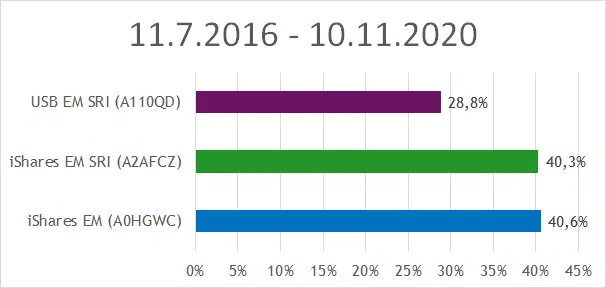 11.7.2016 - 10.11.2020
USB EM SRI (A110QD)
28,8%
iShares EM SRI (A2AFCZ)
40,3%
iShares EM (A0HGWC)
40,6%
0% 5% 10% 15% 20% 25% 30% 35% 40% 45%